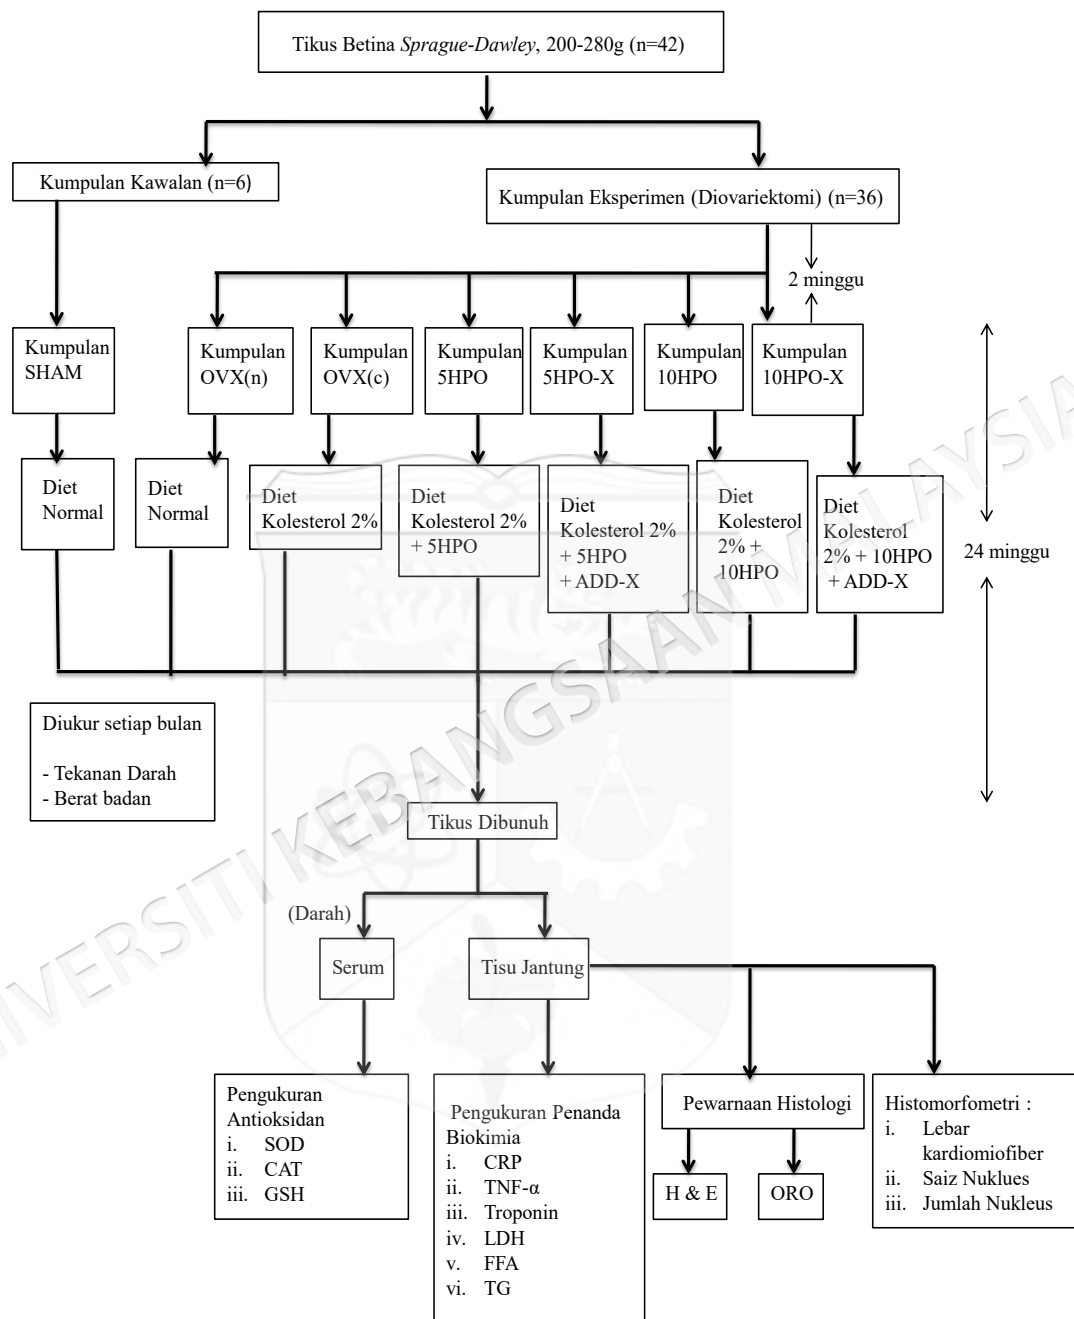 Tikus Betina Sprague-Dawley, 200-280g (n=42)
Kumpulan Kawalan (n=6)
Kumpulan Eksperimen (Diovariektomi) (n=36)
2 minggu
Kumpulan
SHAM
Kumpulan
OVX(n)
Kumpulan
OVX(c)
Kumpulan
5HPO
Kumpulan
5HPO-X
Kumpulan
10HPO
Kumpulan
10HPO-X
Diet
Normal
Diet
Normal
Diet
Kolesterol 2%
Diet
Kolesterol 2%
+ 5HPO
Diet
Kolesterol 2%
+ 5HPO
+ ADD-X
Diet
Kolesterol
2% +
10HPO
Diet
Kolesterol
2% + 10HPO
+ ADD-X
24 minggu
Diukur setiap bulan
- Tekanan Darah
- Berat badan
Tikus Dibunuh
(Darah)
Serum
Tisu Jantung
Pengukuran
Antioksidan
i. SOD
ii. CAT
iii. GSH
Pengukuran Penanda
Biokimia
i. CRP
ii. TNF-α
iii. Troponin
iv. LDH
v. FFA
vi. TG
Pewarnaan Histologi
H & E
ORO
Histomorfometri :
i. Lebar
kardiomiofiber
ii. Saiz Nuklues
iii. Jumlah Nukleus
UNIVERSITI KEBANGSAAN MALAYSIA